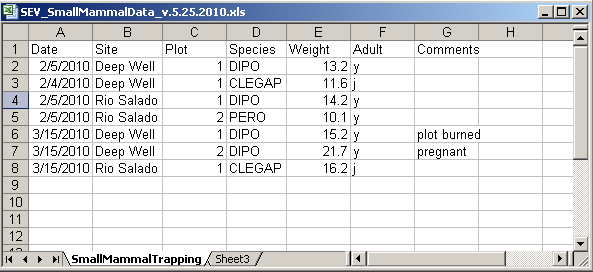 SEV_SmallMammalData_v.5.25.2010.xls
A B C D E F G H
1 Date Site Plot Species Weight Adult Comments
2 2/5/2010 Deep Well 1 DIPO 13.2 y
3 2/4/2010 Deep Well 1 CLEGAP 11.6 j
4 2/5/2010 Rio Salado 1 DIPO 14.2 y
5 2/5/2010 Rio Salado 2 PERO 10.1 y
6 3/15/2010 Deep Well 1 DIPO 15.2 y plot burned
7 3/15/2010 Deep Well 2 DIPO 21.7 y pregnant
8 3/15/2010 Rio Salado 1 CLEGAP 16.2 j
9
10
11
12
SmallMammalTrapping Sheet3